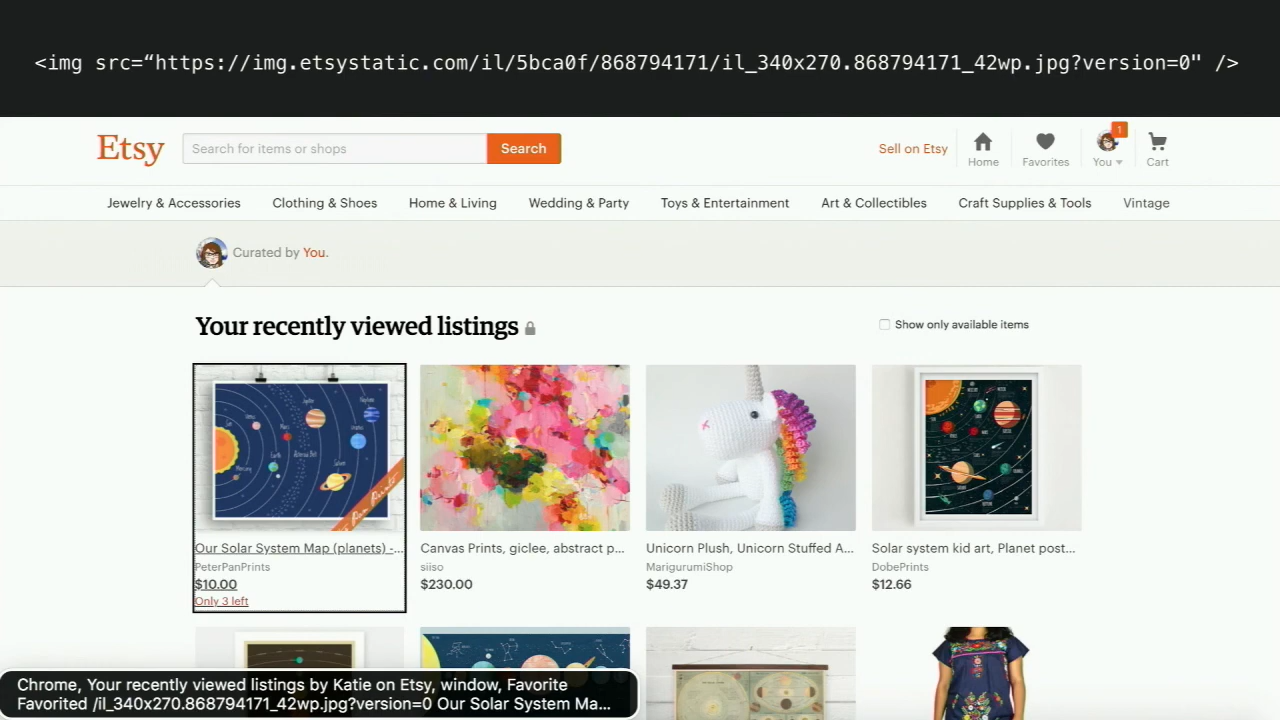 <img src=“https://img.etsystatic.com/il/5bca0f/868794171/il_340x270.868794171_42wp.jpg?version=0" />
Etsy
Search for items or shops
Search
Sell on Etsy
Home
Favorites
1
You
Cart
Jewelry & Accessories
Clothing & Shoes
Home & Living
Wedding & Party
Toys & Entertainment
Art & Collectibles
Craft Supplies & Tools
Vintage
Curated by You.
Your recently viewed listings
Show only available items
Our Solar System Map (planets) -...
PeterPanPrints
$10.00
Only 3 left
Canvas Prints, giclee, abstract p...
siiso
$230.00
Unicorn Plush, Unicorn Stuffed A...
MarigurumiShop
$49.37
Solar system kid art, Planet post...
DobePrints
$12.66
Chrome, Your recently viewed listings by Katie on Etsy, window, Favorite
Favorited /il_340x270.868794171_42wp.jpg?version=0 Our Solar System Ma...